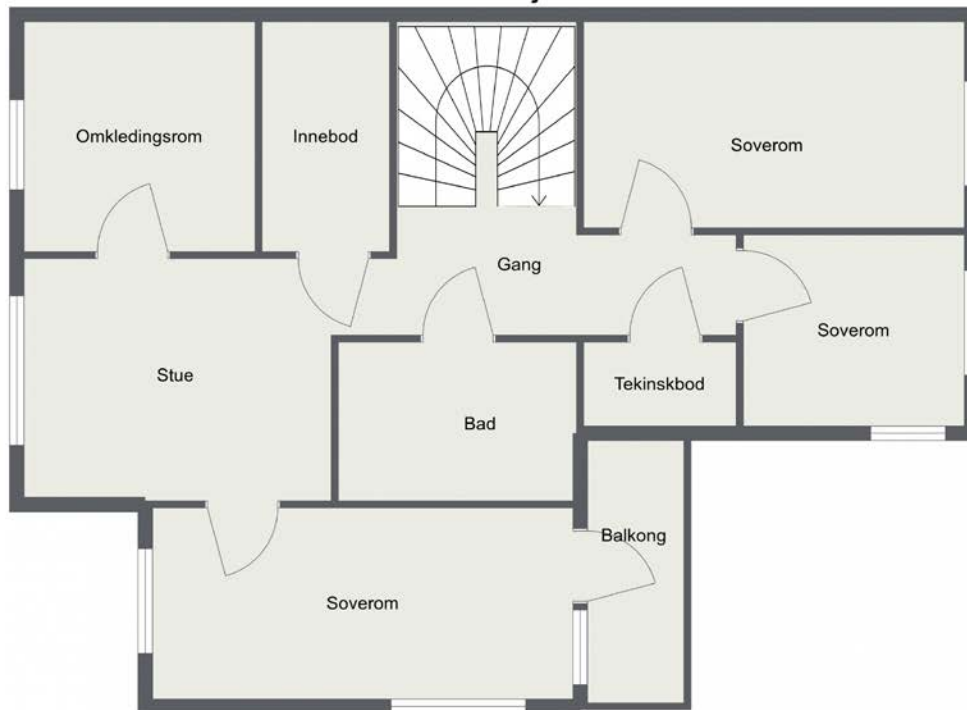 Omkledingsrom
Innebod
Soverom
Gang
Soverom
Stue
Tekinskbod
Bad
Balkong
Soverom